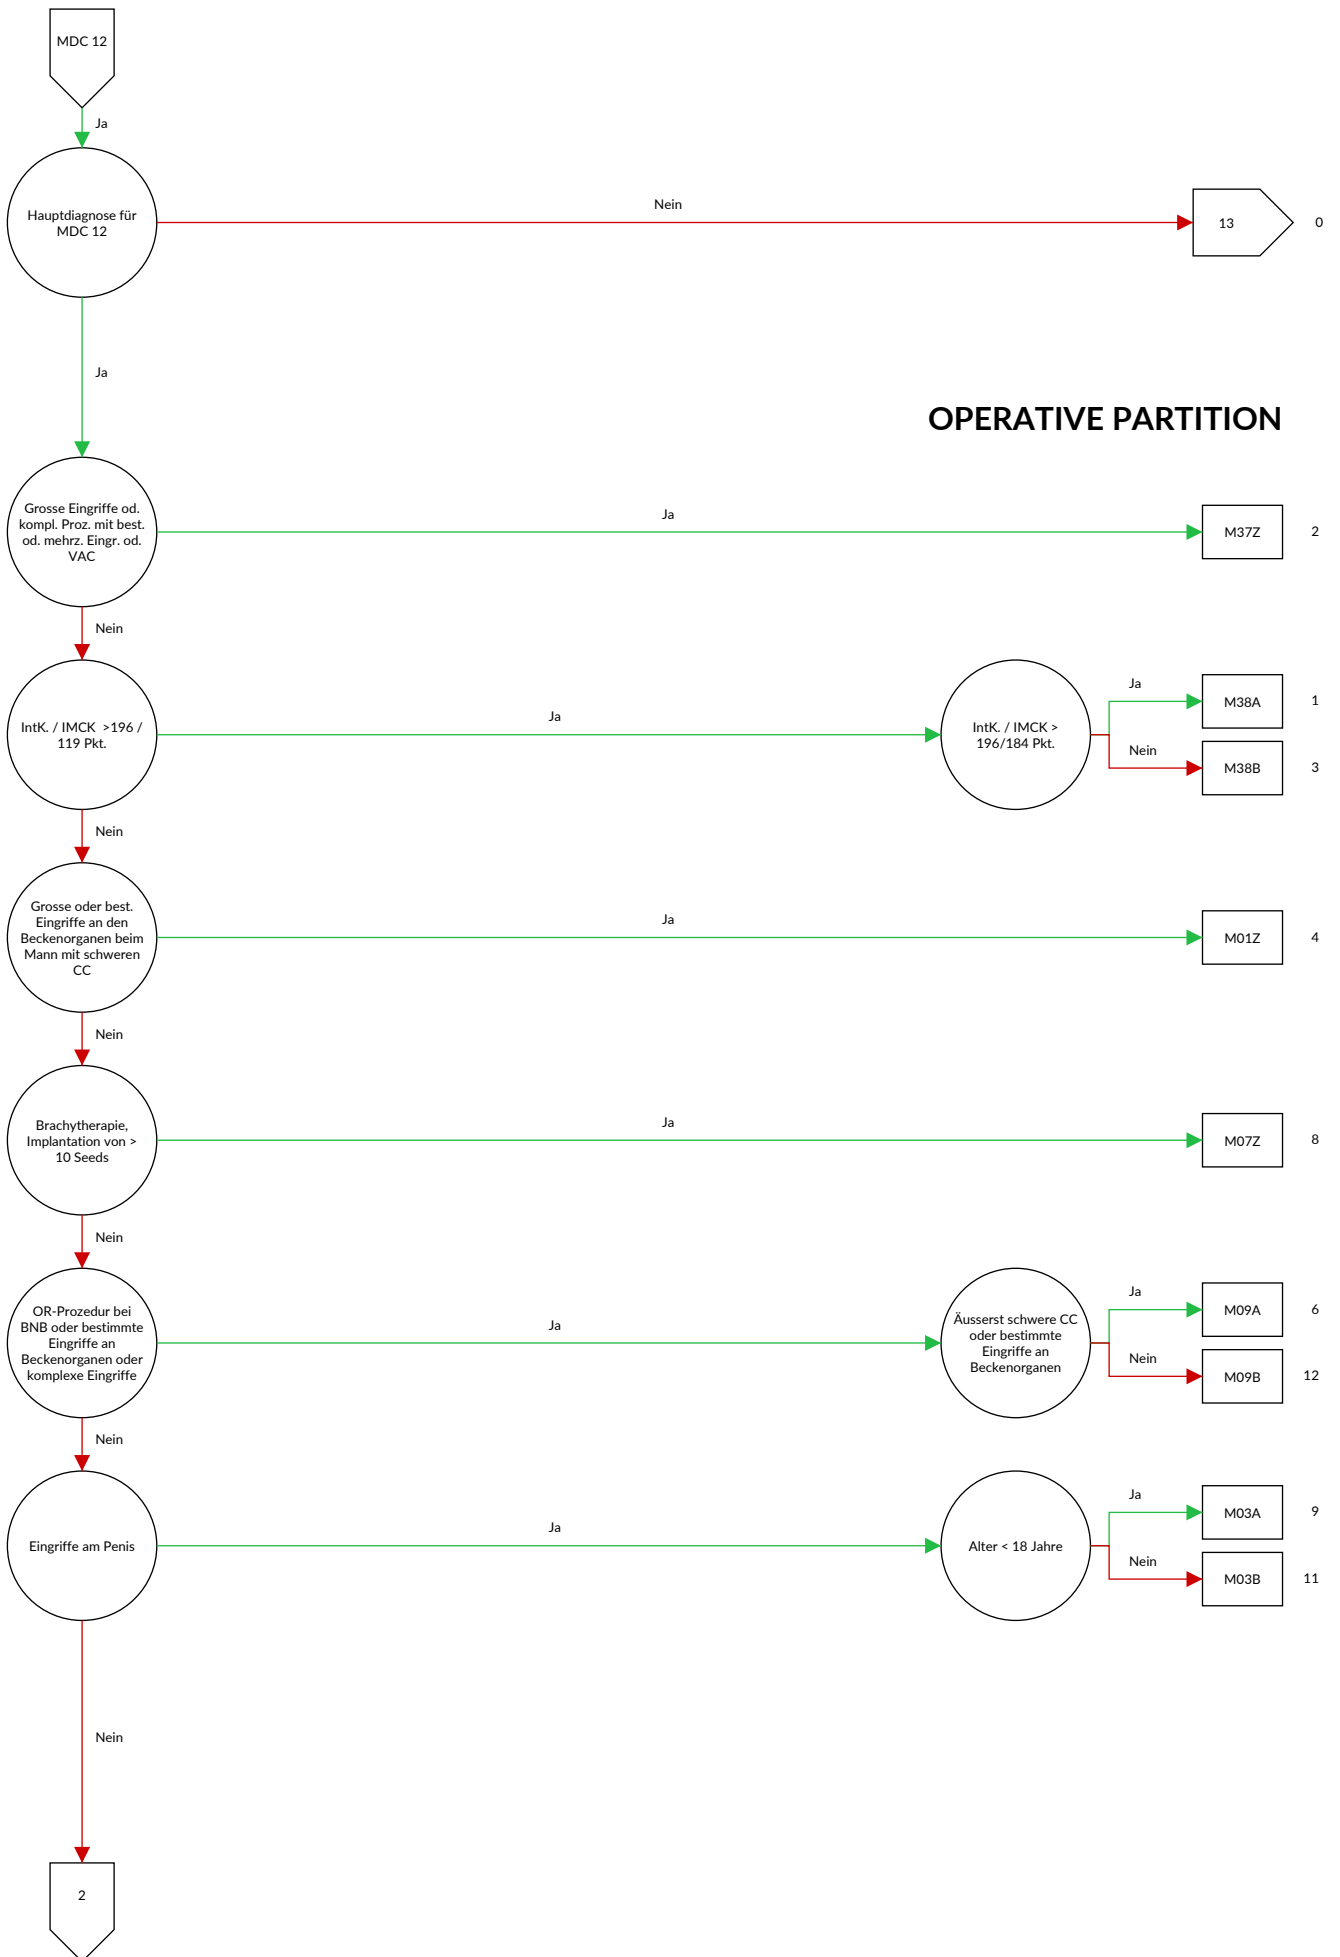 MDC 12
Ja
Hauptdiagnose für
MDC 12
Nein
13
0
Ja
OPERATIVE PARTITION
Grosse Eingriffe od.
kompl. Proz. mit best.
od. mehrz. Eingr. od.
VAC
Ja
M37Z
2
Nein
IntK. / IMCK >196 /
119 Pkt.
Ja
IntK. / IMCK >
196/184 Pkt.
Ja
M38A
1
Nein
M38B
3
Nein
Grosse oder best.
Eingriffe an den
Beckenorganen beim
Mann mit schweren
CC
Ja
M01Z
4
Nein
Brachytherapie,
Implantation von >
10 Seeds
Ja
M07Z
8
Nein
OR-Prozedur bei
BNB oder bestimmte
Eingriffe an
Beckenorganen oder
komplexe Eingriffe
Ja
Äusserst schwere CC
oder bestimmte
Eingriffe an
Beckenorganen
Ja
M09A
6
Nein
M09B
12
Nein
Eingriffe am Penis
Ja
Alter < 18 Jahre
Ja
M03A
9
Nein
M03B
11
Nein
2